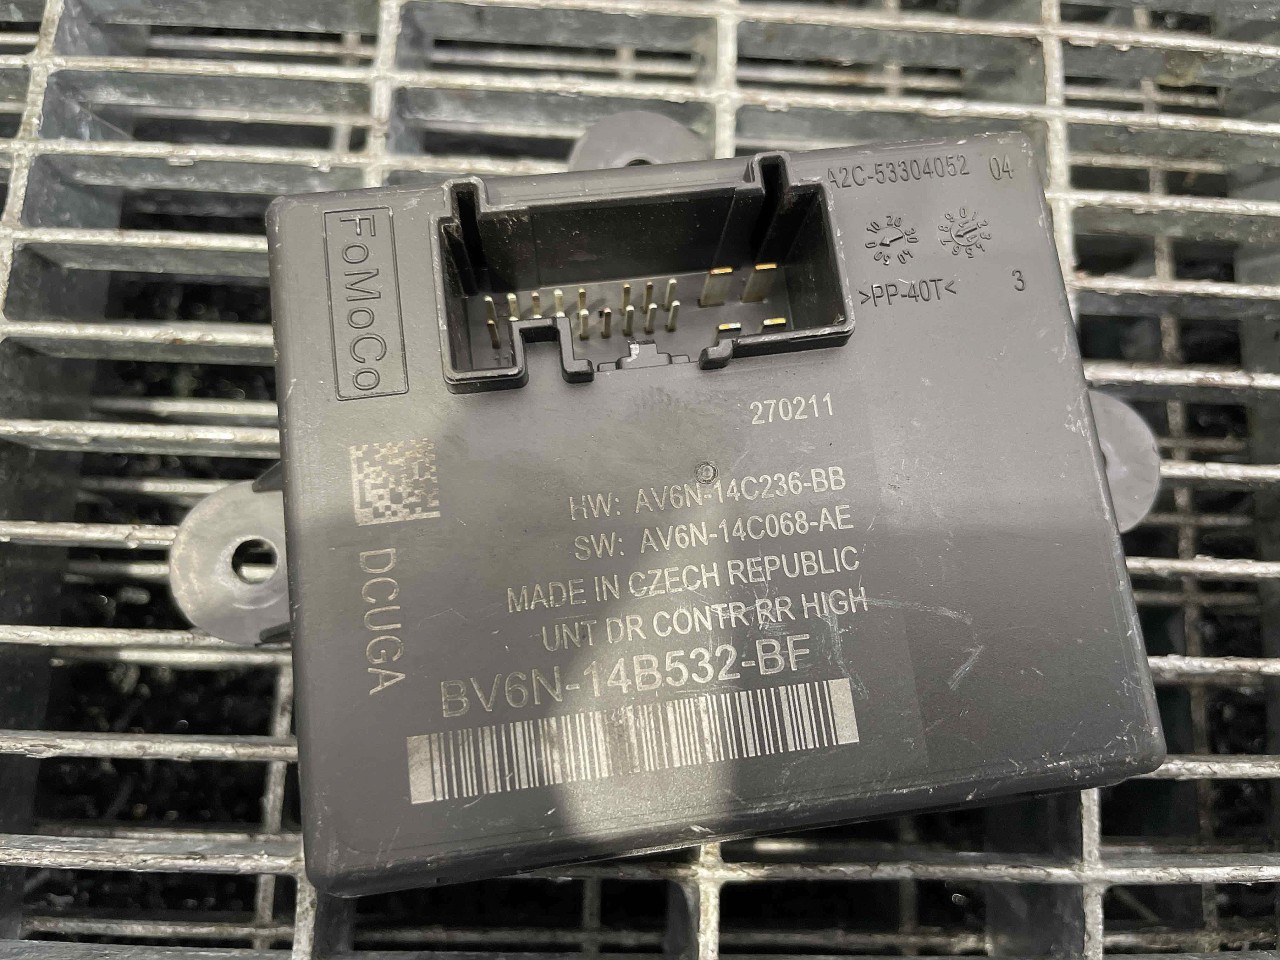 FoMoCo
A2C-53304052 04
>PP-40T< 3
270211
HW: AV6N-14C236-BB
SW: AV6N-14C068-AE
MADE IN CZECH REPUBLIC
UNT DR CONTR RR HIGH
BV6N-14B532-BF
DCUGA